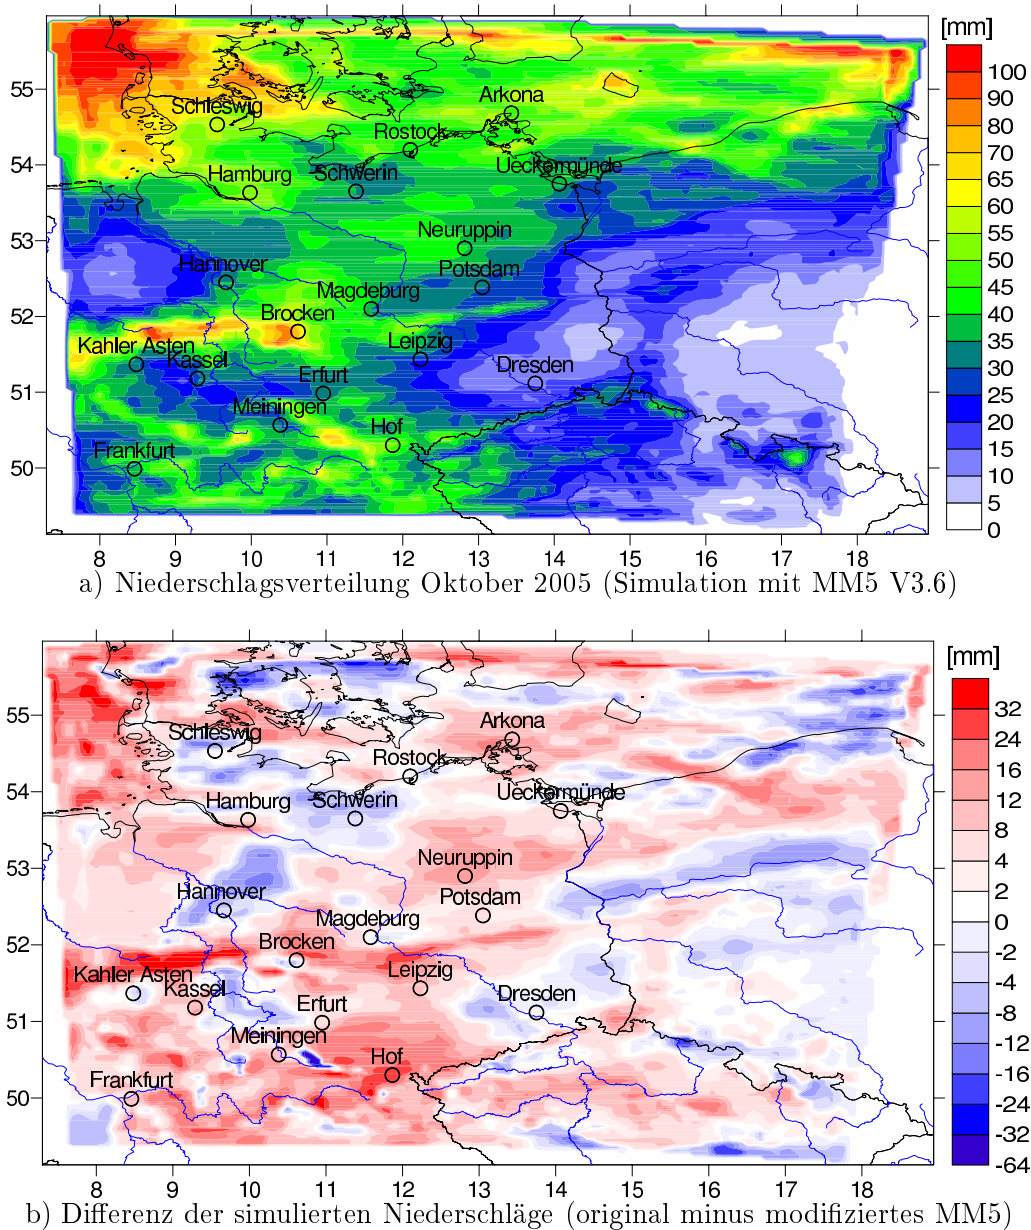 [mm]
55
54
53
52
51
50
Schleswig
Arkona
Rostock
Hamburg
Schwerin
Ueckermünde
Neuruppin
Hannover
Potsdam
Magdeburg
Brocken
Kahler Asten
Kassel
Leipzig
Dresden
Erfurt
Meiningen
Hof
Frankfurt
100
90
80
70
65
60
55
50
45
40
35
30
25
20
15
10
5
0
8 9 10 11 12 13 14 15 16 17 18
a) Niederschlagsverteilung Oktober 2005 (Simulation mit MM5 V3.6)
[mm]
55
54
53
52
51
50
Arkona
Schleswig
Rostock
Hamburg
Schwerin
Ueckermünde
Neuruppin
Hannover
Potsdam
Magdeburg
Brocken
Kahler Asten
Kassel
Leipzig
Dresden
Erfurt
Meiningen
Hof
Frankfurt
32
24
16
12
8
4
2
0
-2
-4
-8
-12
-16
-24
-32
-64
8 9 10 11 12 13 14 15 16 17 18
b) Differenz der simulierten Niederschläge (original minus modifiziertes MM5)